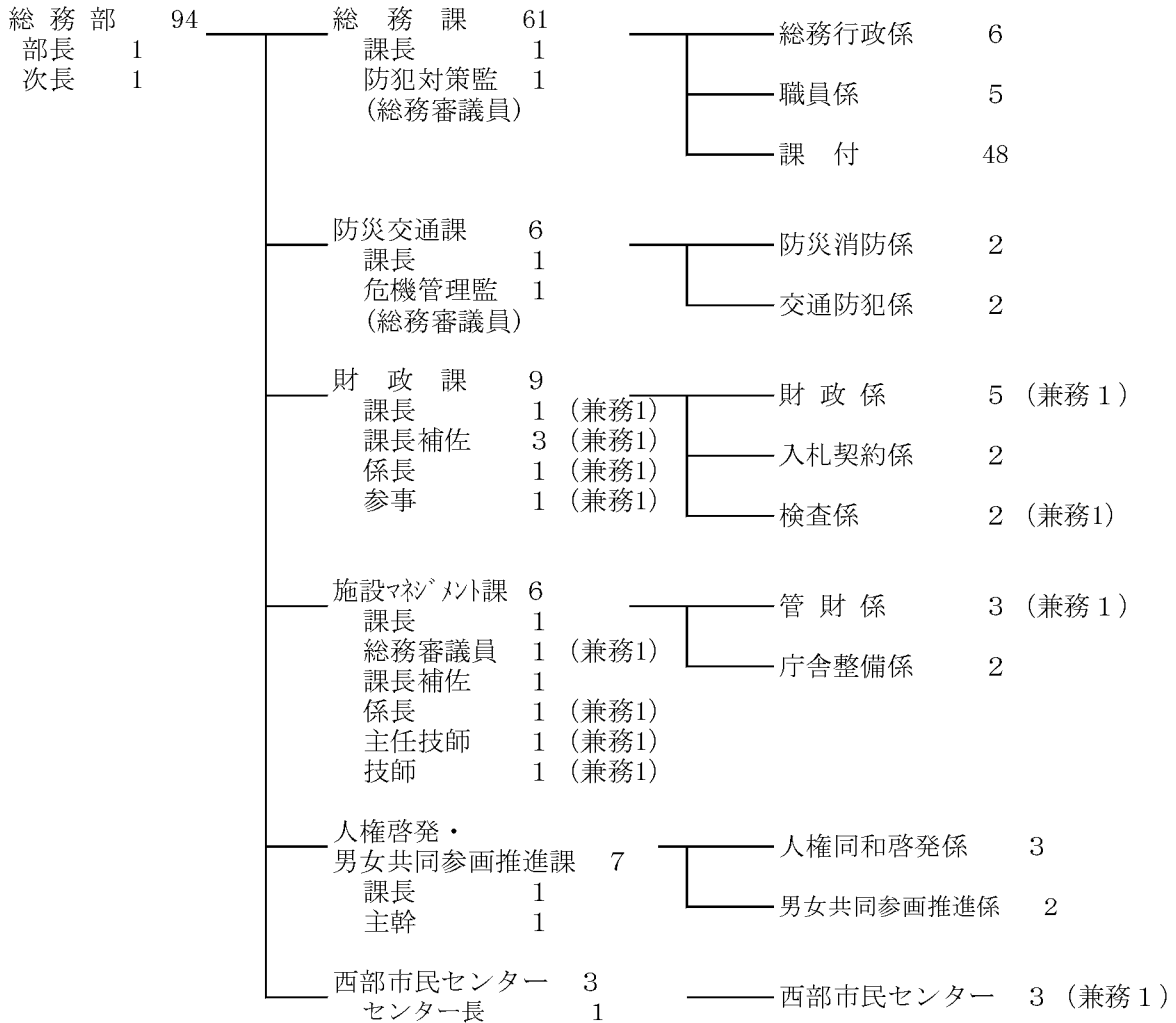 総 務 部 94
部長 1
次長 1
総 務 課 61
課長 1
防犯対策監 1
(総務審議員)
総務行政係 6
職員係 5
課 付 48
防災交通課 6
課長 1
危機管理監 1
(総務審議員)
防災消防係 2
交通防犯係 2
財 政 課 9
課長 1 (兼務1)
課長補佐 3 (兼務1)
係長 1 (兼務1)
参事 1 (兼務1)
財 政 係 5 (兼務1)
入札契約係 2
検査係 2 (兼務1)
施設マネジメント課 6
課長 1
総務審議員 1 (兼務1)
課長補佐 1
係長 1 (兼務1)
主任技師 1 (兼務1)
技師 1 (兼務1)
管 財 係 3 (兼務1)
庁舎整備係 2
人権啓発・
男女共同参画推進課 7
課長 1
主幹 1
人権同和啓発係 3
男女共同参画推進係 2
西部市民センター 3
センター長 1
西部市民センター 3 (兼務1)